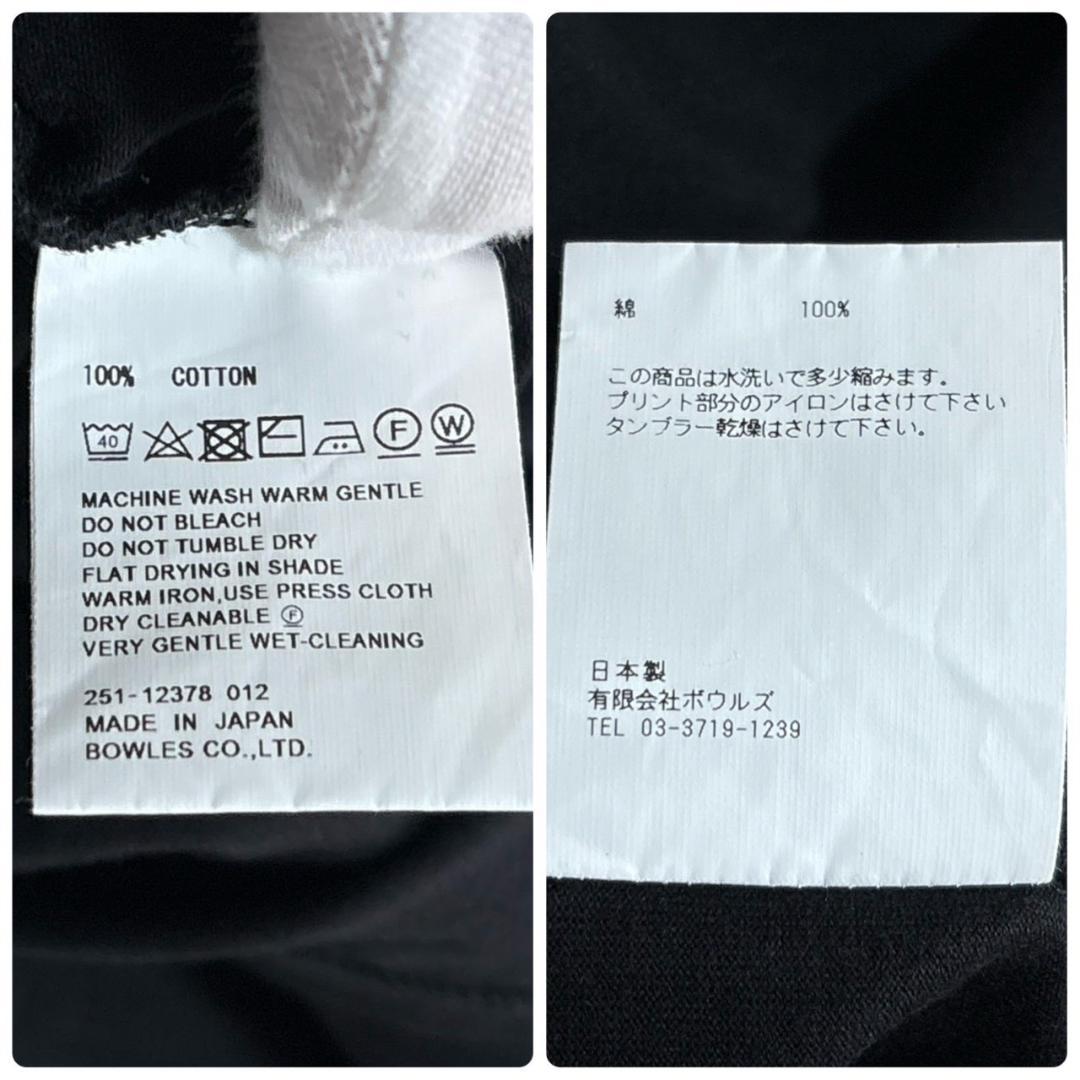 100% COTTON
40 F W
MACHINE WASH WARM GENTLE
DO NOT BLEACH
DO NOT TUMBLE DRY
FLAT DRYING IN SHADE
WARM IRON,USE PRESS CLOTH
DRY CLEANABLE Ⓕ
VERY GENTLE WET-CLEANING
251-12378 012
MADE IN JAPAN
BOWLES CO.,LTD.
綿 100%
この商品は水洗いで多少縮みます。
プリント部分のアイロンはさけて下さい
タンブラー乾燥はさけて下さい。
日本製
有限会社ボウルズ
TEL 03-3719-1239